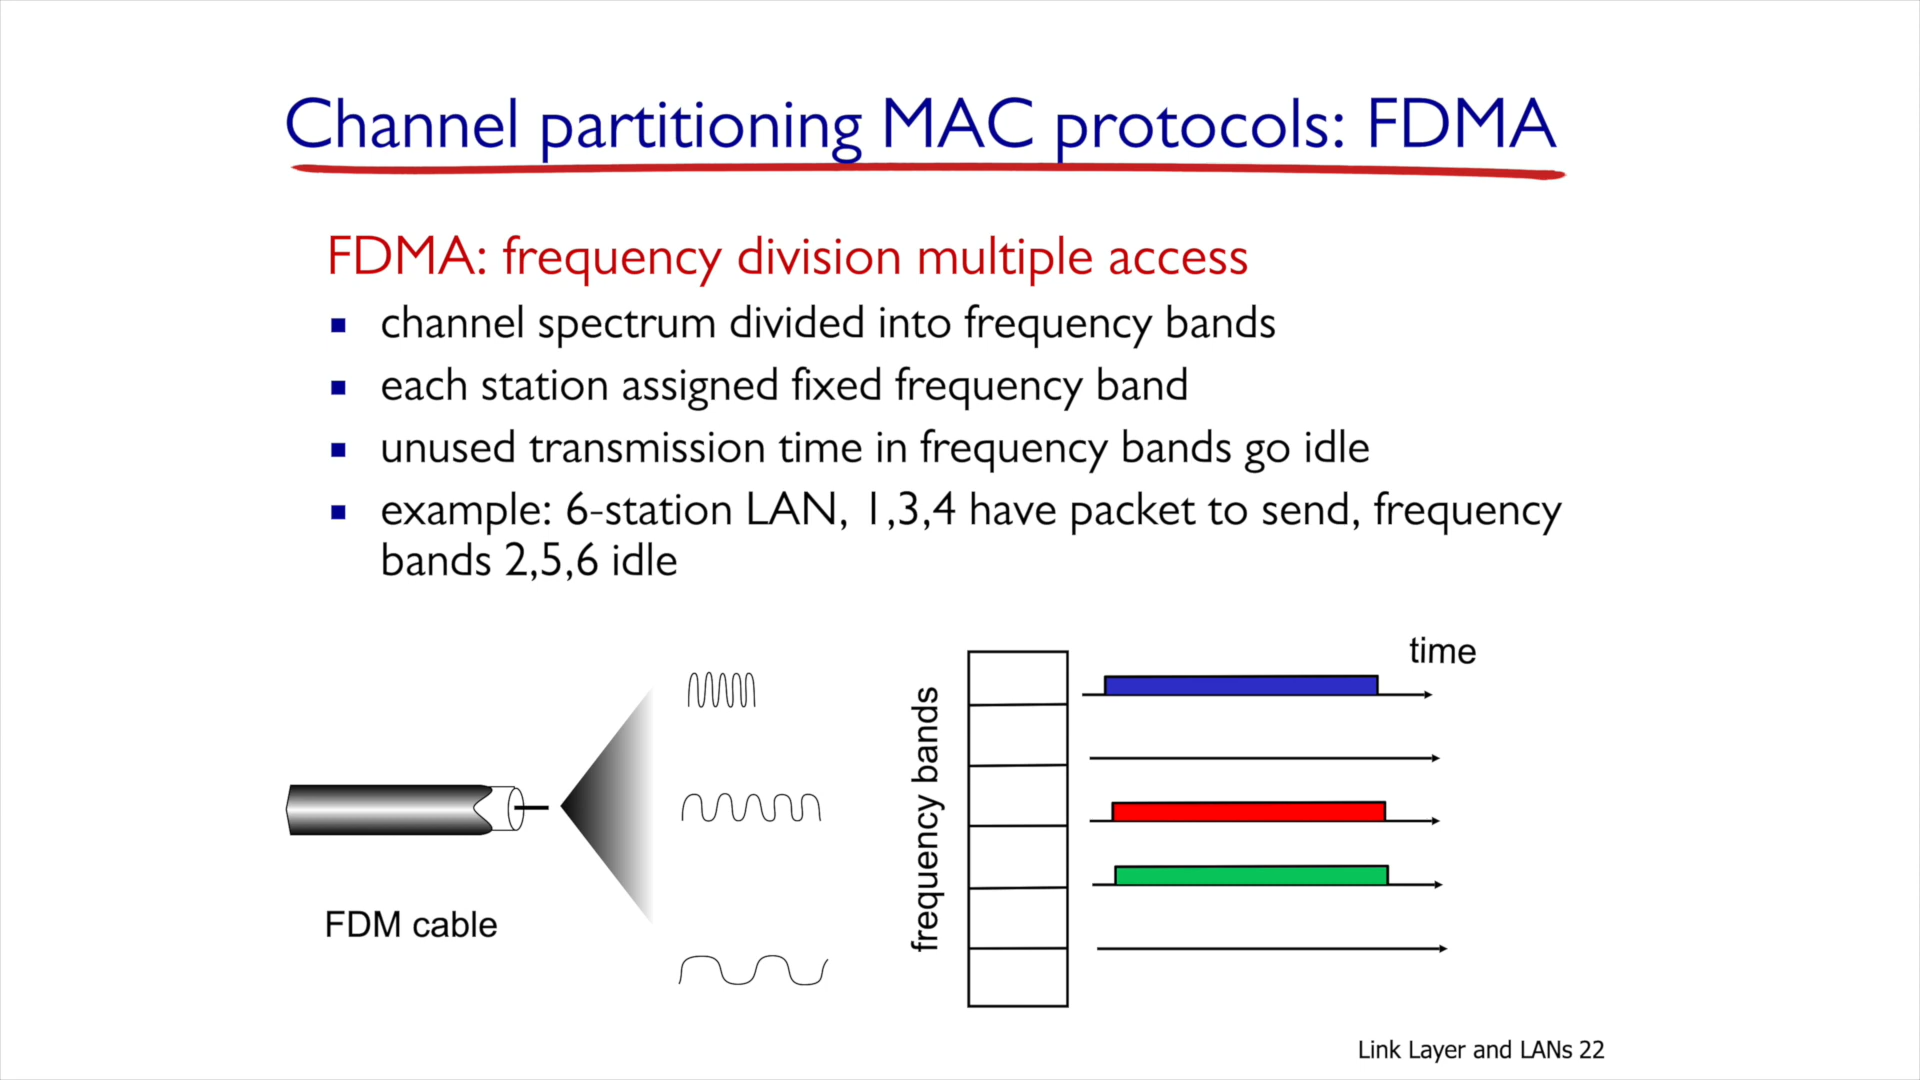 Channel partitioning MAC protocols: FDMA
FDMA: frequency division multiple access
channel spectrum divided into frequency bands
each station assigned fixed frequency band
unused transmission time in frequency bands go idle
example: 6-station LAN, 1,3,4 have packet to send, frequency
bands 2,5,6 idle
time
frequency bands
FDM cable
Link Layer and LANs 22